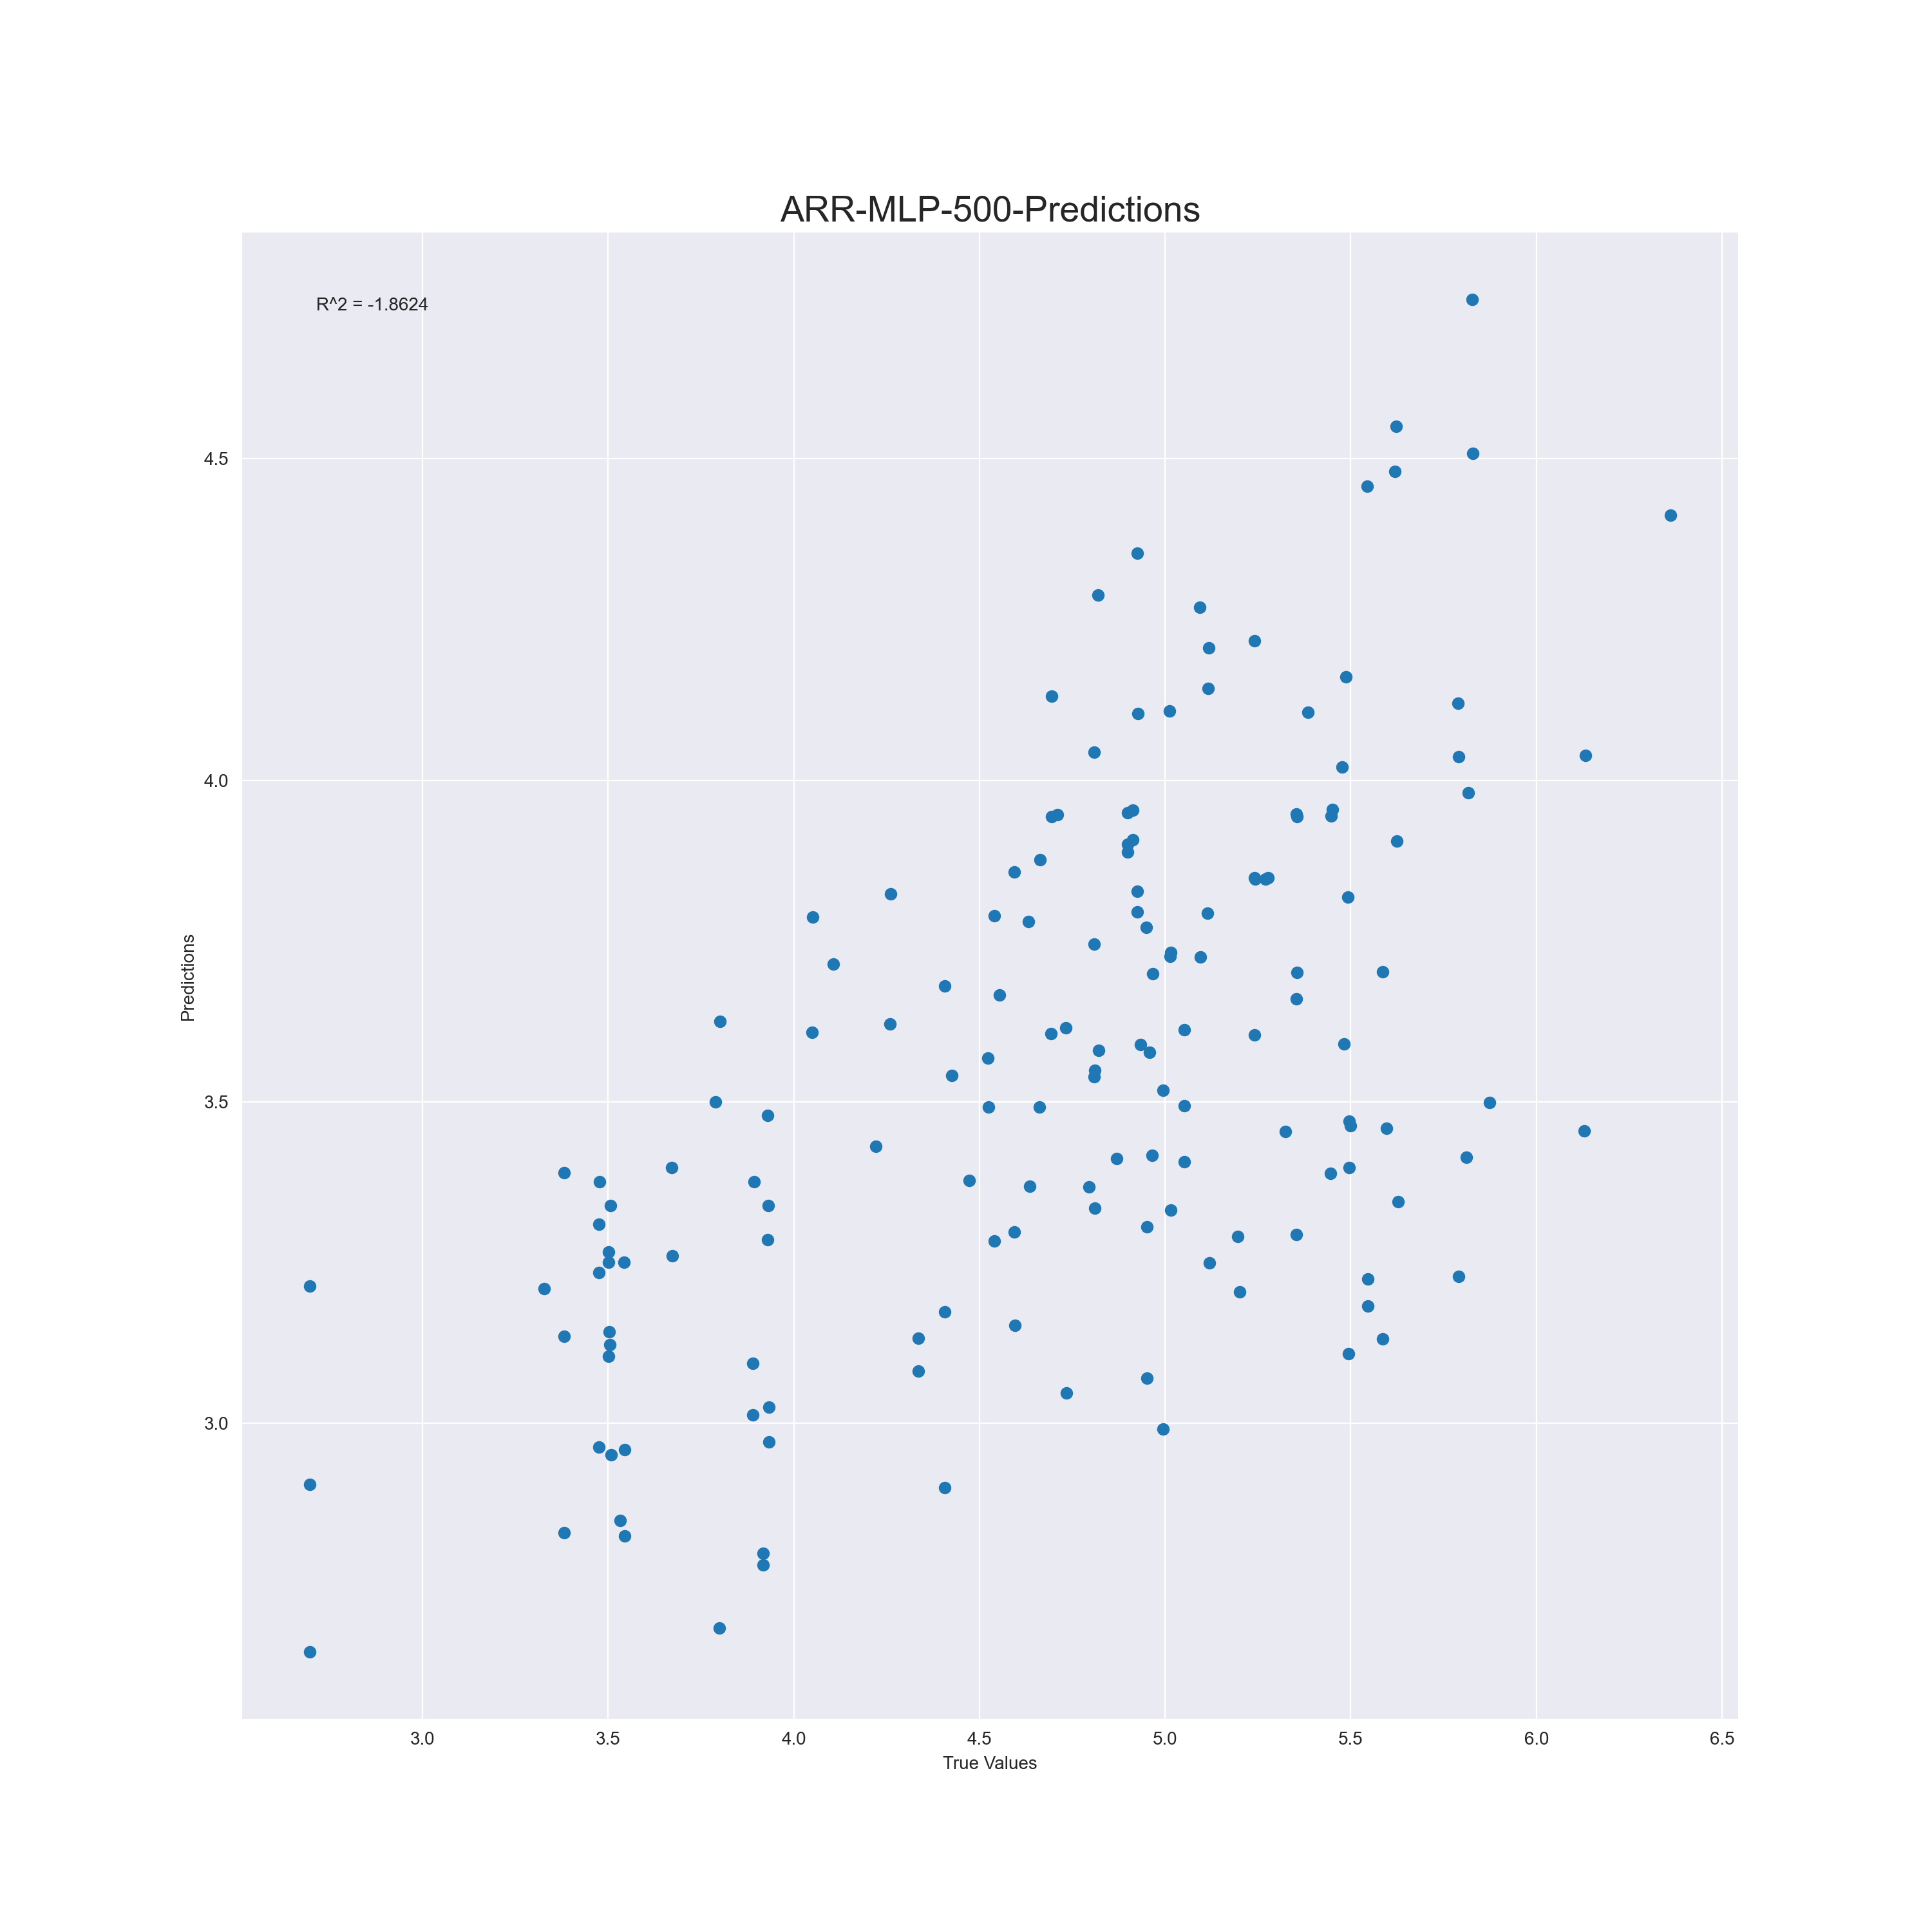 ARR-MLP-500-Predictions
R^2 = -1.8624
4.5
4.0
3.5
3.0
Predictions
3.0 3.5 4.0 4.5 5.0 5.5 6.0 6.5
True Values